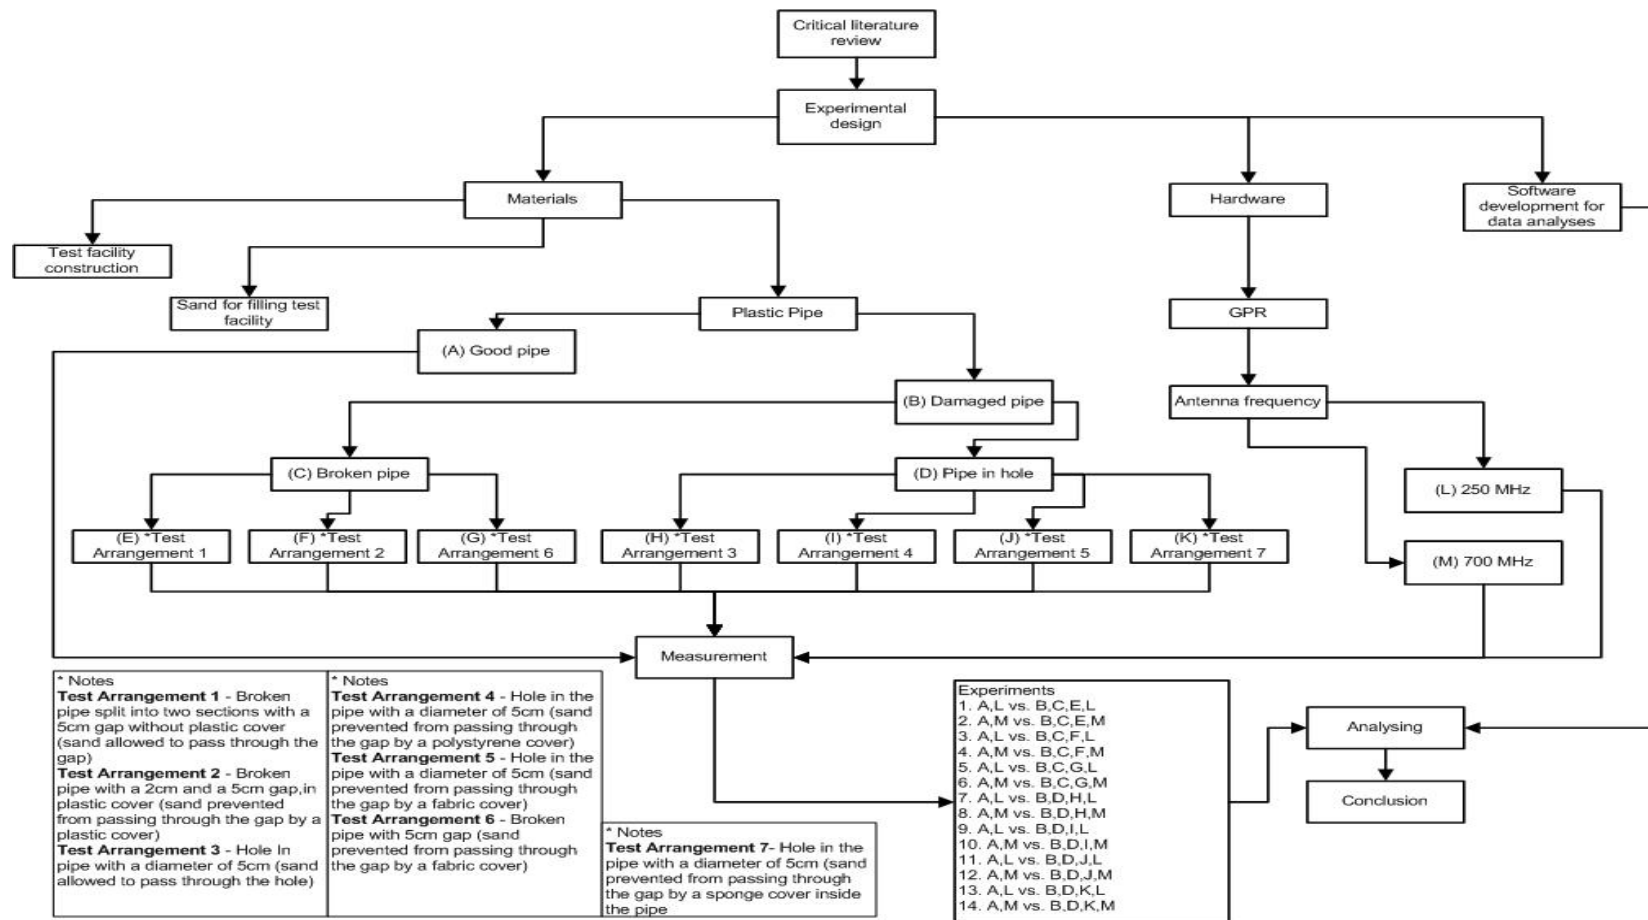 Critical literature
review
Experimental
design
Materials
Hardware
Software
development for
data analyses
Test facility
construction
Sand for filling test
facility
Plastic Pipe
GPR
(A) Good pipe
(B) Damaged pipe
Antenna frequency
(C) Broken pipe
(D) Pipe in hole
(L) 250 MHz
(E) *Test
Arrangement 1
(F) *Test
Arrangement 2
(G) *Test
Arrangement 6
(H) *Test
Arrangement 3
(I) *Test
Arrangement 4
(J) *Test
Arrangement 5
(K) *Test
Arrangement 7
(M) 700 MHz
Measurement
* Notes
Test Arrangement 1 - Broken
pipe split into two sections with a
5cm gap without plastic cover
(sand allowed to pass through the
gap)
Test Arrangement 2 - Broken
pipe with a 2cm and a 5cm gap,in
plastic cover (sand prevented
from passing through the gap by a
plastic cover)
Test Arrangement 3 - Hole In
pipe with a diameter of 5cm (sand
allowed to pass through the hole)
* Notes
Test Arrangement 4 - Hole in the
pipe with a diameter of 5cm (sand
prevented from passing through
the gap by a polystyrene cover)
Test Arrangement 5 - Hole in the
pipe with a diameter of 5cm (sand
prevented from passing through
the gap by a fabric cover)
Test Arrangement 6 - Broken
pipe with 5cm gap (sand
prevented from passing through
the gap by a fabric cover)
* Notes
Test Arrangement 7- Hole in the
pipe with a diameter of 5cm (sand
prevented from passing through
the gap by a sponge cover inside
the pipe
Experiments
1. A,L vs. B,C,E,L
2. A,M vs. B,C,E,M
3. A,L vs. B,C,F,L
4. A,M vs. B,C,F,M
5. A,L vs. B,C,G,L
6. A,M vs. B,C,G,M
7. A,L vs. B,D,H,L
8. A,M vs. B,D,H,M
9. A,L vs. B,D,I,L
10. A,M vs. B,D,I,M
11. A,L vs. B,D,J,L
12. A,M vs. B,D,J,M
13. A,L vs. B,D,K,L
14. A,M vs. B,D,K,M
Analysing
Conclusion